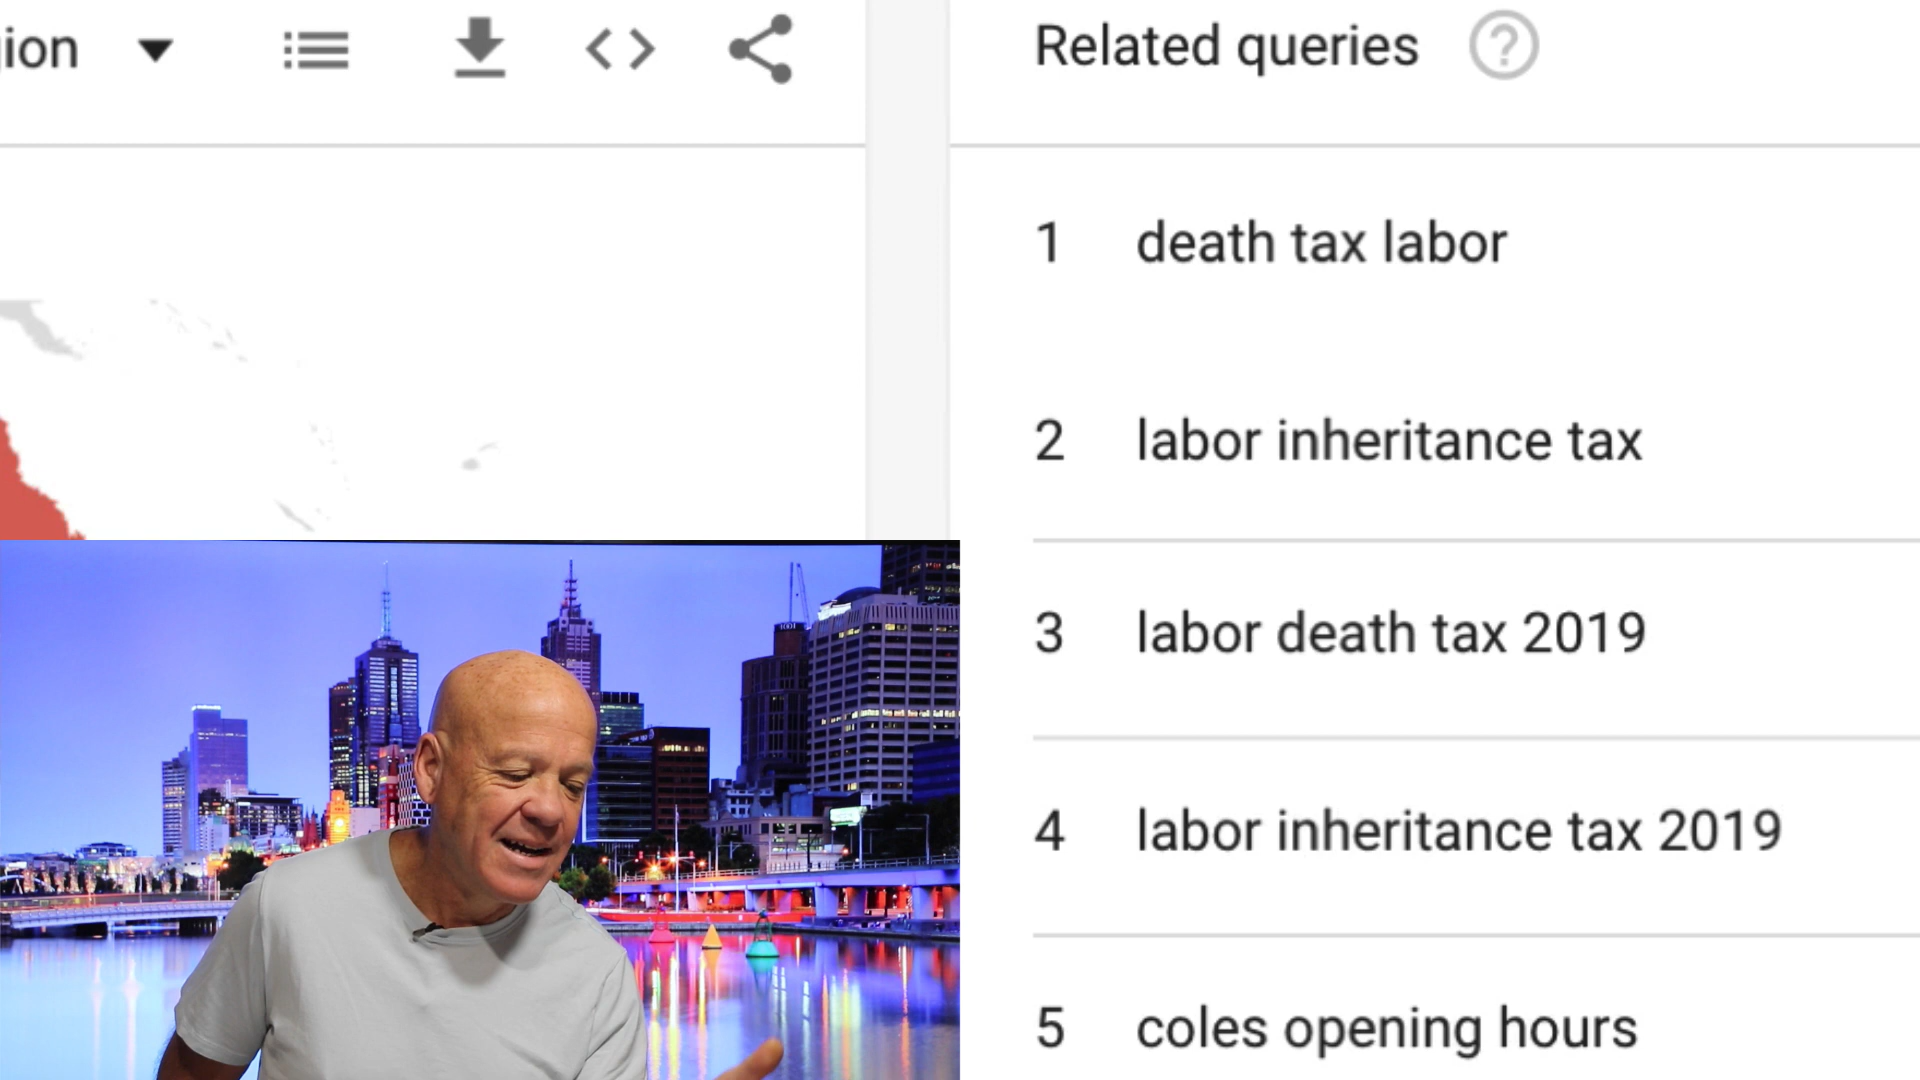 ion
Related queries ?
1 death tax labor
2 labor inheritance tax
3 labor death tax 2019
4 labor inheritance tax 2019
5 coles opening hours